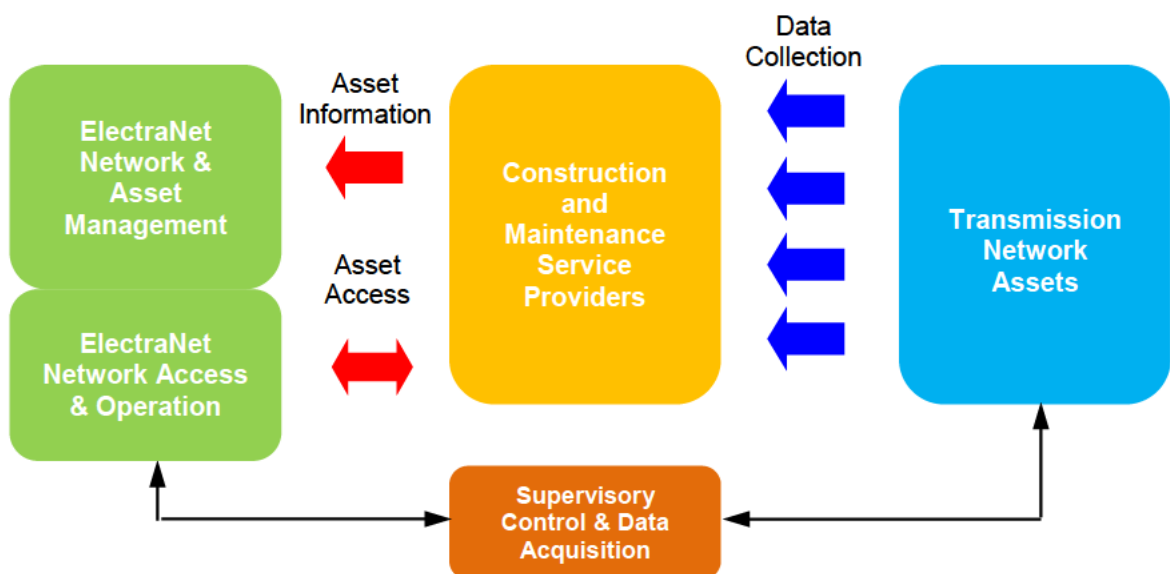 ElectraNet
Network &
Asset
Management
Asset
Information
Construction
and
Maintenance
Service
Providers
Data
Collection
Transmission
Network
Assets
Asset
Access
ElectraNet
Network Access
& Operation
Supervisory
Control & Data
Acquisition